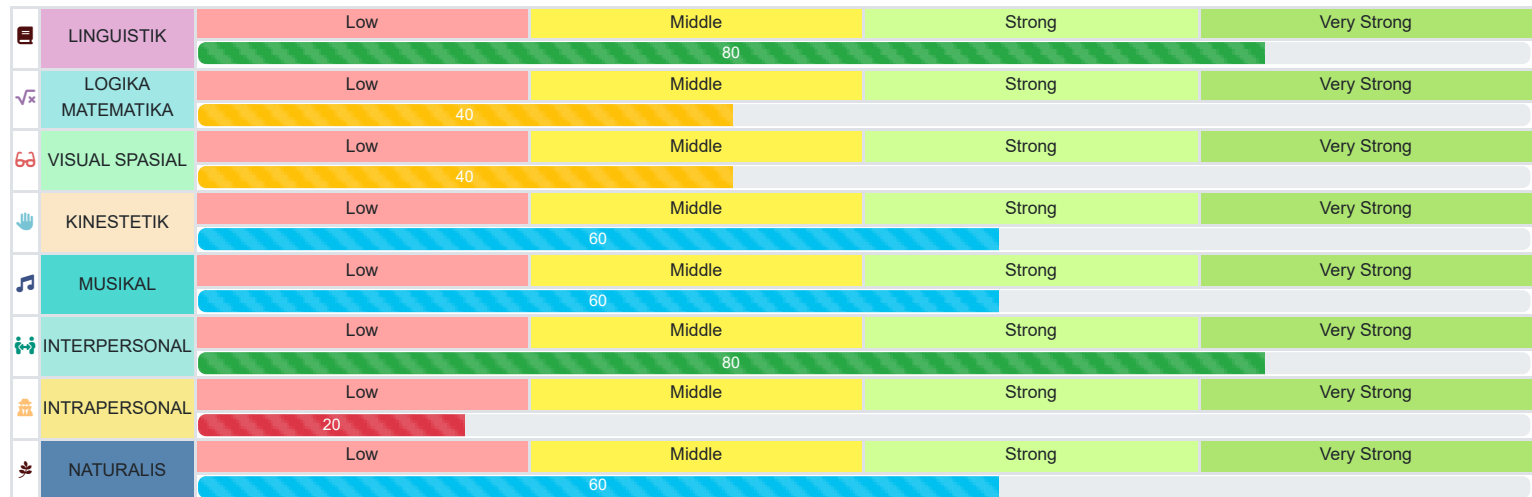 LINGUISTIK
Low Middle Strong Very Strong
80
LOGIKA
MATEMATIKA
Low Middle Strong Very Strong
40
VISUAL SPASIAL
Low Middle Strong Very Strong
40
KINESTETIK
Low Middle Strong Very Strong
60
MUSIKAL
Low Middle Strong Very Strong
60
INTERPERSONAL
Low Middle Strong Very Strong
80
INTRAPERSONAL
Low Middle Strong Very Strong
20
NATURALIS
Low Middle Strong Very Strong
60